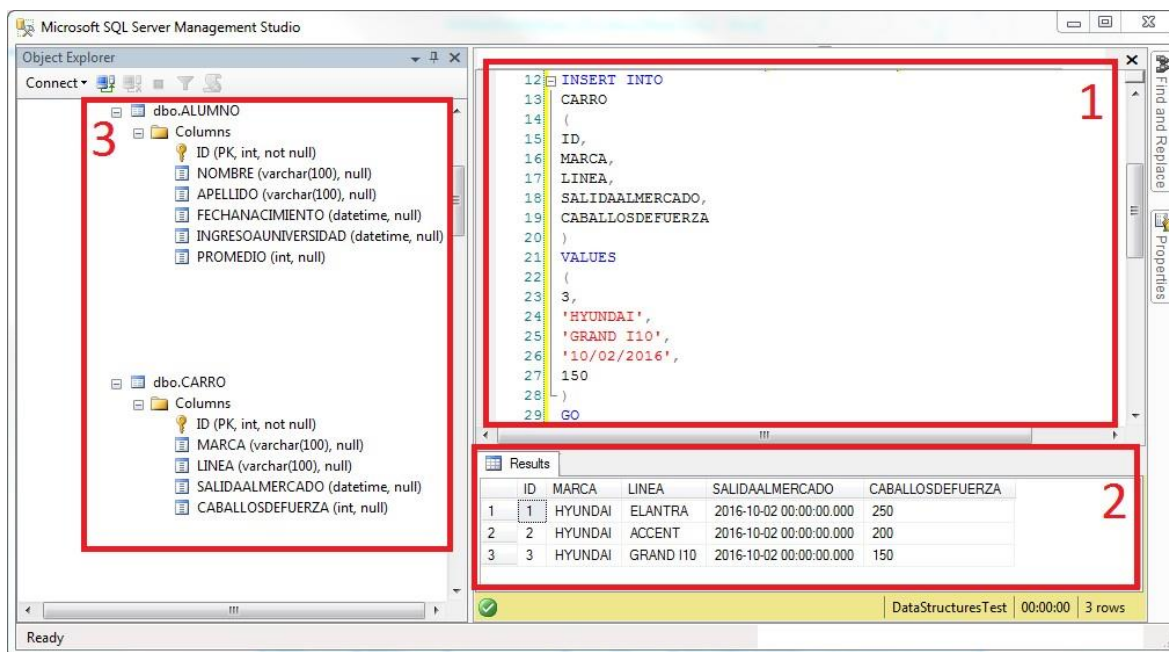 Microsoft SQL Server Management Studio
Object Explorer
Connect
3
dbo.ALUMNO
Columns
ID (PK, int, not null)
NOMBRE (varchar(100), null)
APELLIDO (varchar(100), null)
FECHANACIMIENTO (datetime, null)
INGRESOAUNIVERSIDAD (datetime, null)
PROMEDIO (int, null)
dbo.CARRO
Columns
ID (PK, int, not null)
MARCA (varchar(100), null)
LINEA (varchar(100), null)
SALIDAALMERCADO (datetime, null)
CABALLOSDEFUERZA (int, null)
1
12 INSERT INTO
13 CARRO
14 (
15 ID,
16 MARCA,
17 LINEA,
18 SALIDAALMERCADO,
19 CABALLOSDEFUERZA
20 )
21 VALUES
22 (
23 3,
24 'HYUNDAI',
25 'GRAND I10',
26 '10/02/2016',
27 150
28 )
29 GO
Results
2
ID MARCA LINEA SALIDAALMERCADO CABALLOSDEFUERZA
1 1 HYUNDAI ELANTRA 2016-10-02 00:00:00.000 250
2 2 HYUNDAI ACCENT 2016-10-02 00:00:00.000 200
3 3 HYUNDAI GRAND I10 2016-10-02 00:00:00.000 150
DataStructuresTest 00:00:00 3 rows
Find and Replace
Properties
Ready